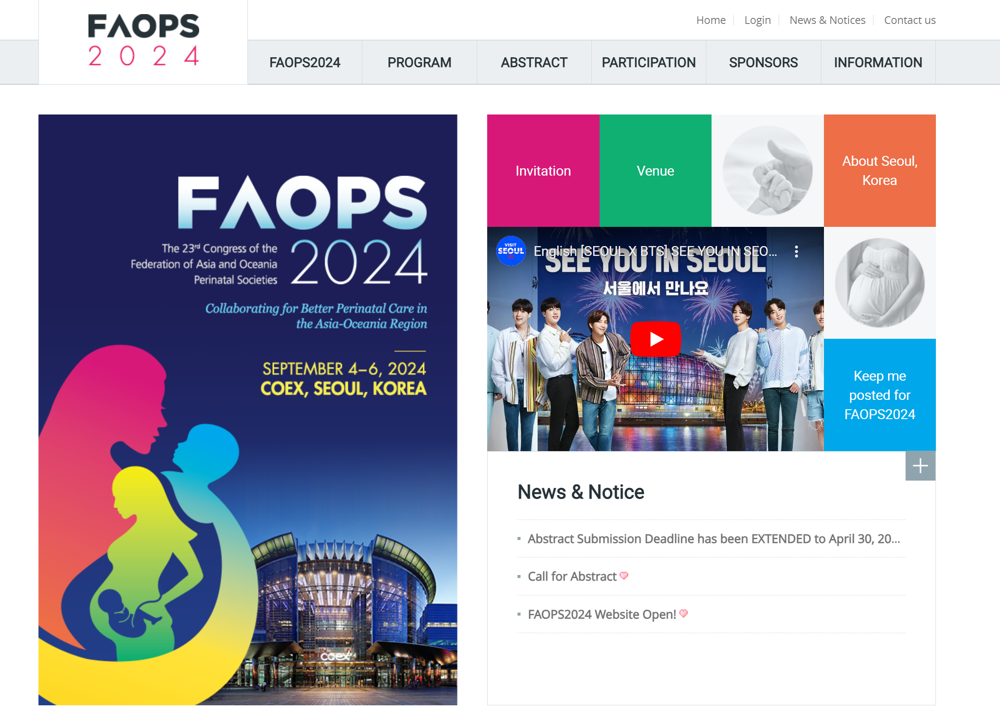 FAOPS
2024
Home
Login
News & Notices
Contact us
FAOPS2024
PROGRAM
ABSTRACT
PARTICIPATION
SPONSORS
INFORMATION
FAOPS
2024
The 23rd Congress of the
Federation of Asia and Oceania
Perinatal Societies
Collaborating for Better Perinatal Care in
the Asia-Oceania Region
SEPTEMBER 4–6, 2024
COEX, SEOUL, KOREA
coex
Invitation
Venue
About Seoul,
Korea
VISIT
SEOUL
TV
English [SEOUL X BTS] SEE YOU IN SEO...
SEE YOU IN SEOUL
서울에서 만나요
Keep me
posted for
FAOPS2024
News & Notice
Abstract Submission Deadline has been EXTENDED to April 30, 20...
Call for Abstract
FAOPS2024 Website Open!